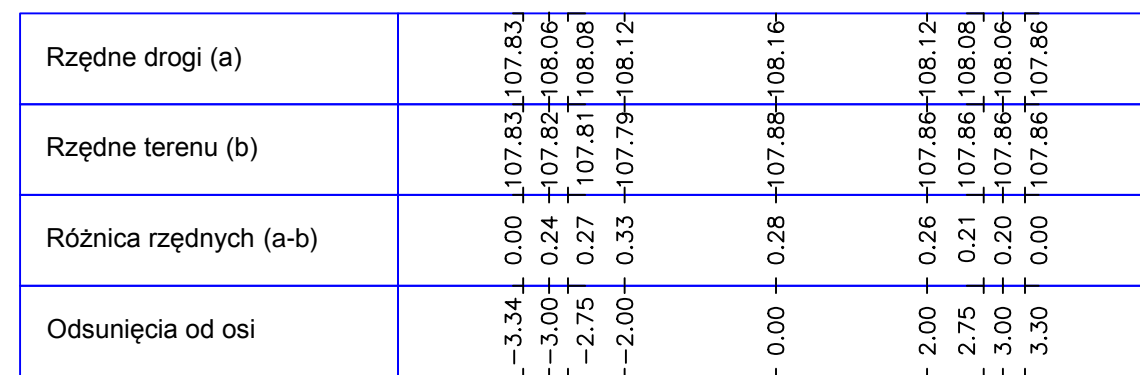 Rzędne drogi (a) 107.83 108.06 108.08 108.12 108.16 108.12 108.08 108.06 107.86
Rzędne terenu (b) 107.83 107.82 107.81 107.79 107.88 107.86 107.86 107.86 107.86
Różnica rzędnych (a-b) 0.00 0.24 0.27 0.33 0.28 0.26 0.21 0.20 0.00
Odsunięcia od osi -3.34 -3.00 -2.75 -2.00 0.00 2.00 2.75 3.00 3.30